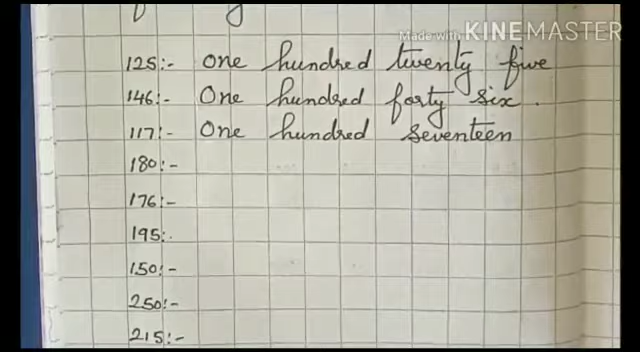 Made with KINEMASTER
125:- One hundred twenty five
146:- One hundred forty six.
117:- One hundred seventeen
180:-
176:-
195:-
150:-
250:-
215:-